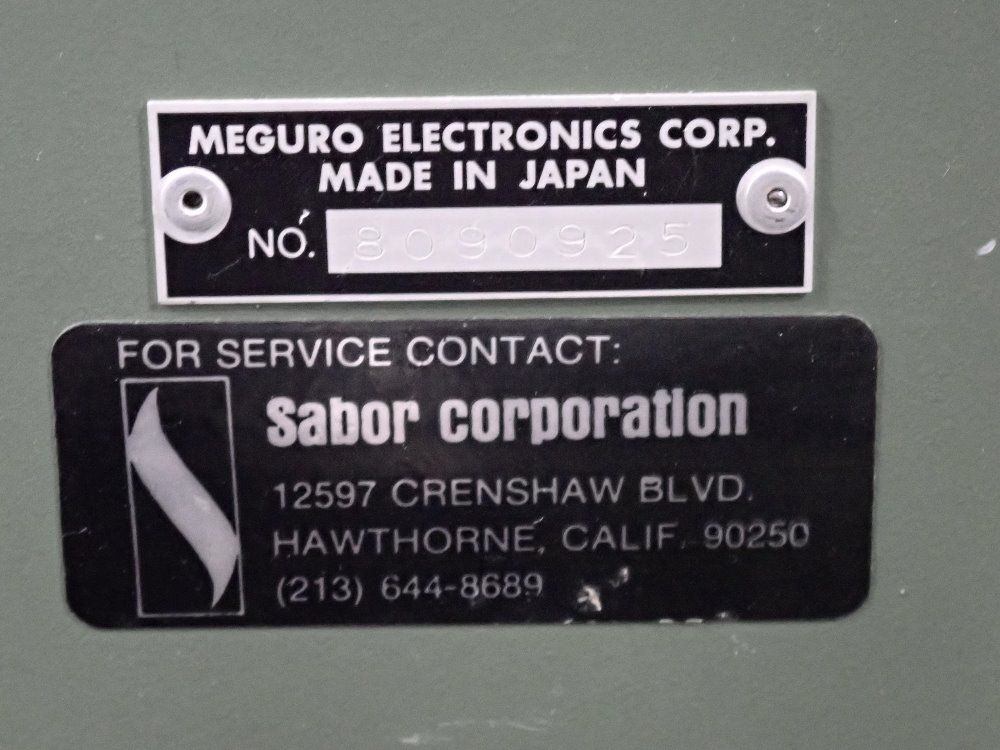 MEGURO ELECTRONICS CORP.
MADE IN JAPAN
NO. 8090925
FOR SERVICE CONTACT:
Sabor corporation
12597 CRENSHAW BLVD.
HAWTHORNE, CALIF. 90250
(213) 644-8689